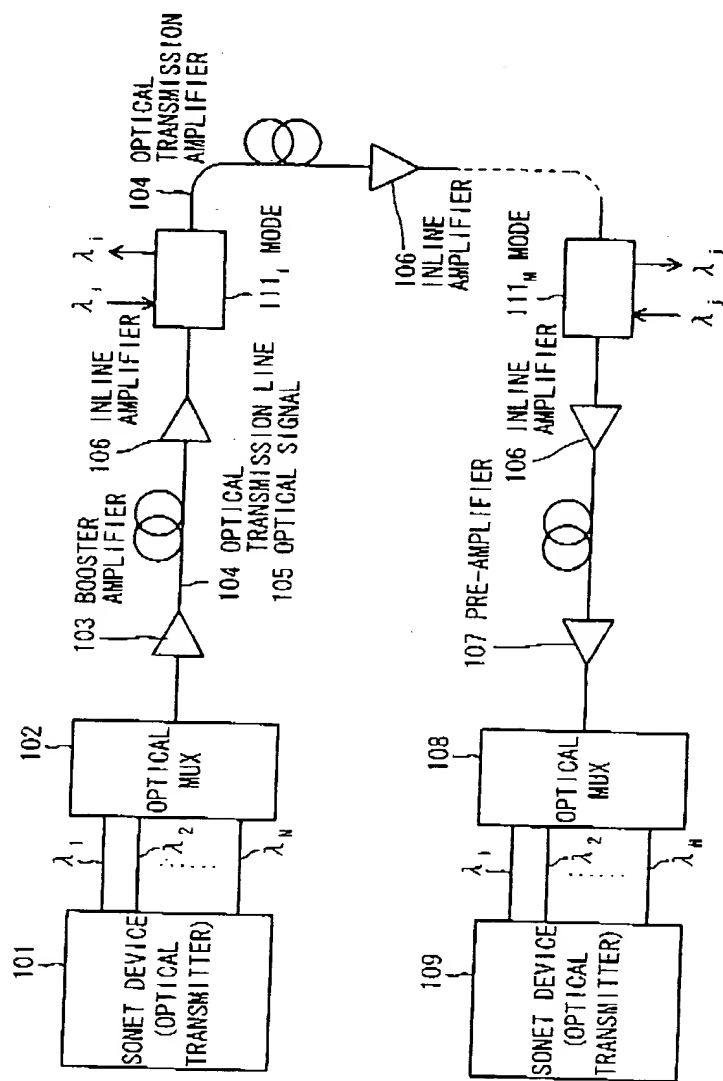 101
SONET DEVICE
(OPTICAL
TRANSMITTER)
λ1
λ2
λN
102
OPTICAL
MUX
103 BOOSTER
AMPLIFIER
104 OPTICAL
TRANSMISSION LINE
105 OPTICAL SIGNAL
106 INLINE
AMPLIFIER
λj
λi
111₁ MODE
104 OPTICAL
TRANSMISSION
AMPLIFIER
106
INLINE
AMPLIFIER
109
SONET DEVICE
(OPTICAL
TRANSMITTER)
λ1
λ2
λN
108
OPTICAL
MUX
107 PRE-AMPLIFIER
106 INLINE
AMPLIFIER
111M MODE
λj
λi